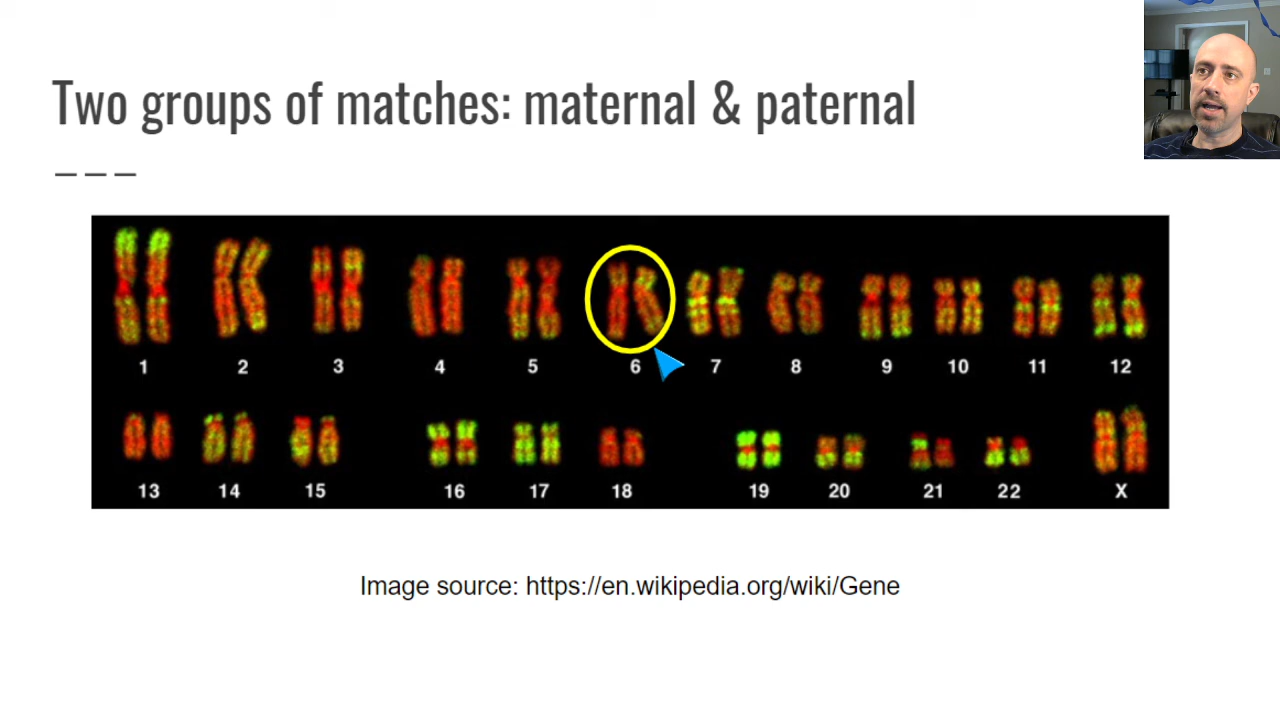 Two groups of matches: maternal & paternal
1 2 3 4 5 6 7 8 9 10 11 12
13 14 15 16 17 18 19 20 21 22 X
Image source: https://en.wikipedia.org/wiki/Gene